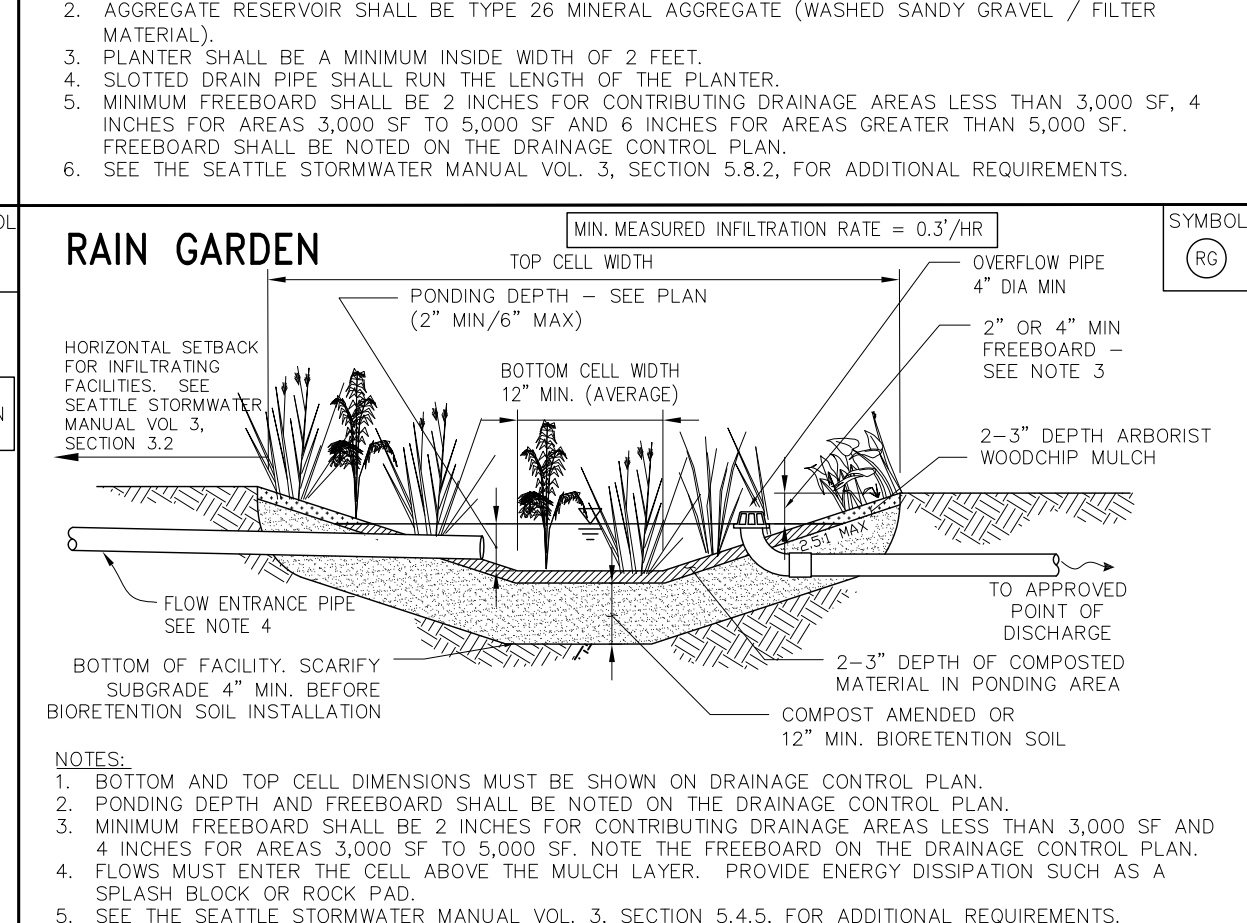 2. AGGREGATE RESERVOIR SHALL BE TYPE 26 MINERAL AGGREGATE (WASHED SANDY GRAVEL / FILTER
MATERIAL).
3. PLANTER SHALL BE A MINIMUM INSIDE WIDTH OF 2 FEET.
4. SLOTTED DRAIN PIPE SHALL RUN THE LENGTH OF THE PLANTER.
5. MINIMUM FREEBOARD SHALL BE 2 INCHES FOR CONTRIBUTING DRAINAGE AREAS LESS THAN 3,000 SF, 4
INCHES FOR AREAS 3,000 SF TO 5,000 SF AND 6 INCHES FOR AREAS GREATER THAN 5,000 SF.
FREEBOARD SHALL BE NOTED ON THE DRAINAGE CONTROL PLAN.
6. SEE THE SEATTLE STORMWATER MANUAL VOL. 3, SECTION 5.8.2, FOR ADDITIONAL REQUIREMENTS.
RAIN GARDEN
MIN. MEASURED INFILTRATION RATE = 0.3'/HR
SYMBOL
RG
TOP CELL WIDTH
OVERFLOW PIPE
4" DIA MIN
PONDING DEPTH – SEE PLAN
(2" MIN/6" MAX)
2" OR 4" MIN
FREEBOARD –
SEE NOTE 3
HORIZONTAL SETBACK
FOR INFILTRATING
FACILITIES. SEE
SEATTLE STORMWATER
MANUAL VOL 3,
SECTION 3.2
BOTTOM CELL WIDTH
12" MIN. (AVERAGE)
2–3" DEPTH ARBORIST
WOODCHIP MULCH
2.5:1 MAX
FLOW ENTRANCE PIPE
SEE NOTE 4
TO APPROVED
POINT OF
DISCHARGE
BOTTOM OF FACILITY. SCARIFY
SUBGRADE 4" MIN. BEFORE
BIORETENTION SOIL INSTALLATION
2–3" DEPTH OF COMPOSTED
MATERIAL IN PONDING AREA
COMPOST AMENDED OR
12" MIN. BIORETENTION SOIL
NOTES:
1. BOTTOM AND TOP CELL DIMENSIONS MUST BE SHOWN ON DRAINAGE CONTROL PLAN.
2. PONDING DEPTH AND FREEBOARD SHALL BE NOTED ON THE DRAINAGE CONTROL PLAN.
3. MINIMUM FREEBOARD SHALL BE 2 INCHES FOR CONTRIBUTING DRAINAGE AREAS LESS THAN 3,000 SF AND
4 INCHES FOR AREAS 3,000 SF TO 5,000 SF. NOTE THE FREEBOARD ON THE DRAINAGE CONTROL PLAN.
4. FLOWS MUST ENTER THE CELL ABOVE THE MULCH LAYER. PROVIDE ENERGY DISSIPATION SUCH AS A
SPLASH BLOCK OR ROCK PAD.
5. SEE THE SEATTLE STORMWATER MANUAL VOL. 3, SECTION 5.4.5, FOR ADDITIONAL REQUIREMENTS.